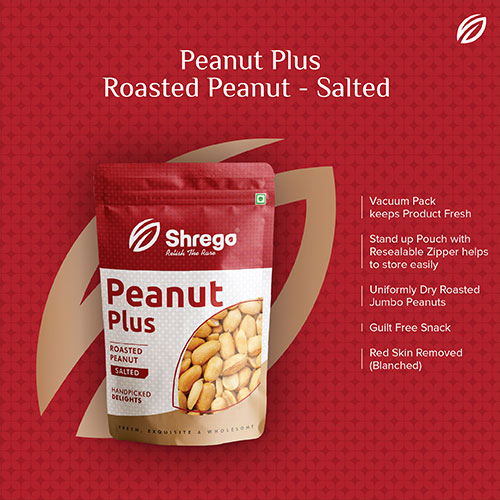 Peanut Plus
Roasted Peanut - Salted
Shrego
Relish The Rare
Peanut
Plus
ROASTED
PEANUT
SALTED
HANDPICKED
DELIGHTS
FRESH, EXQUISITE & WHOLESOME
Vacuum Pack
keeps Product Fresh
Stand up Pouch with
Resealable Zipper helps
to store easily
Uniformly Dry Roasted
Jumbo Peanuts
Guilt Free Snack
Red Skin Removed
(Blanched)